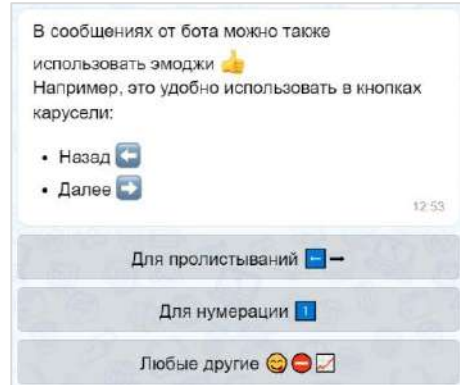 В сообщениях от бота можно также
использовать эмоджи 👍
Например, это удобно использовать в кнопках
карусели:
• Назад ⬅️
• Далее ➡️
12:53
Для пролистываний ⬅️➡
Для нумерации 1️⃣
Любые другие 😋⛔📈